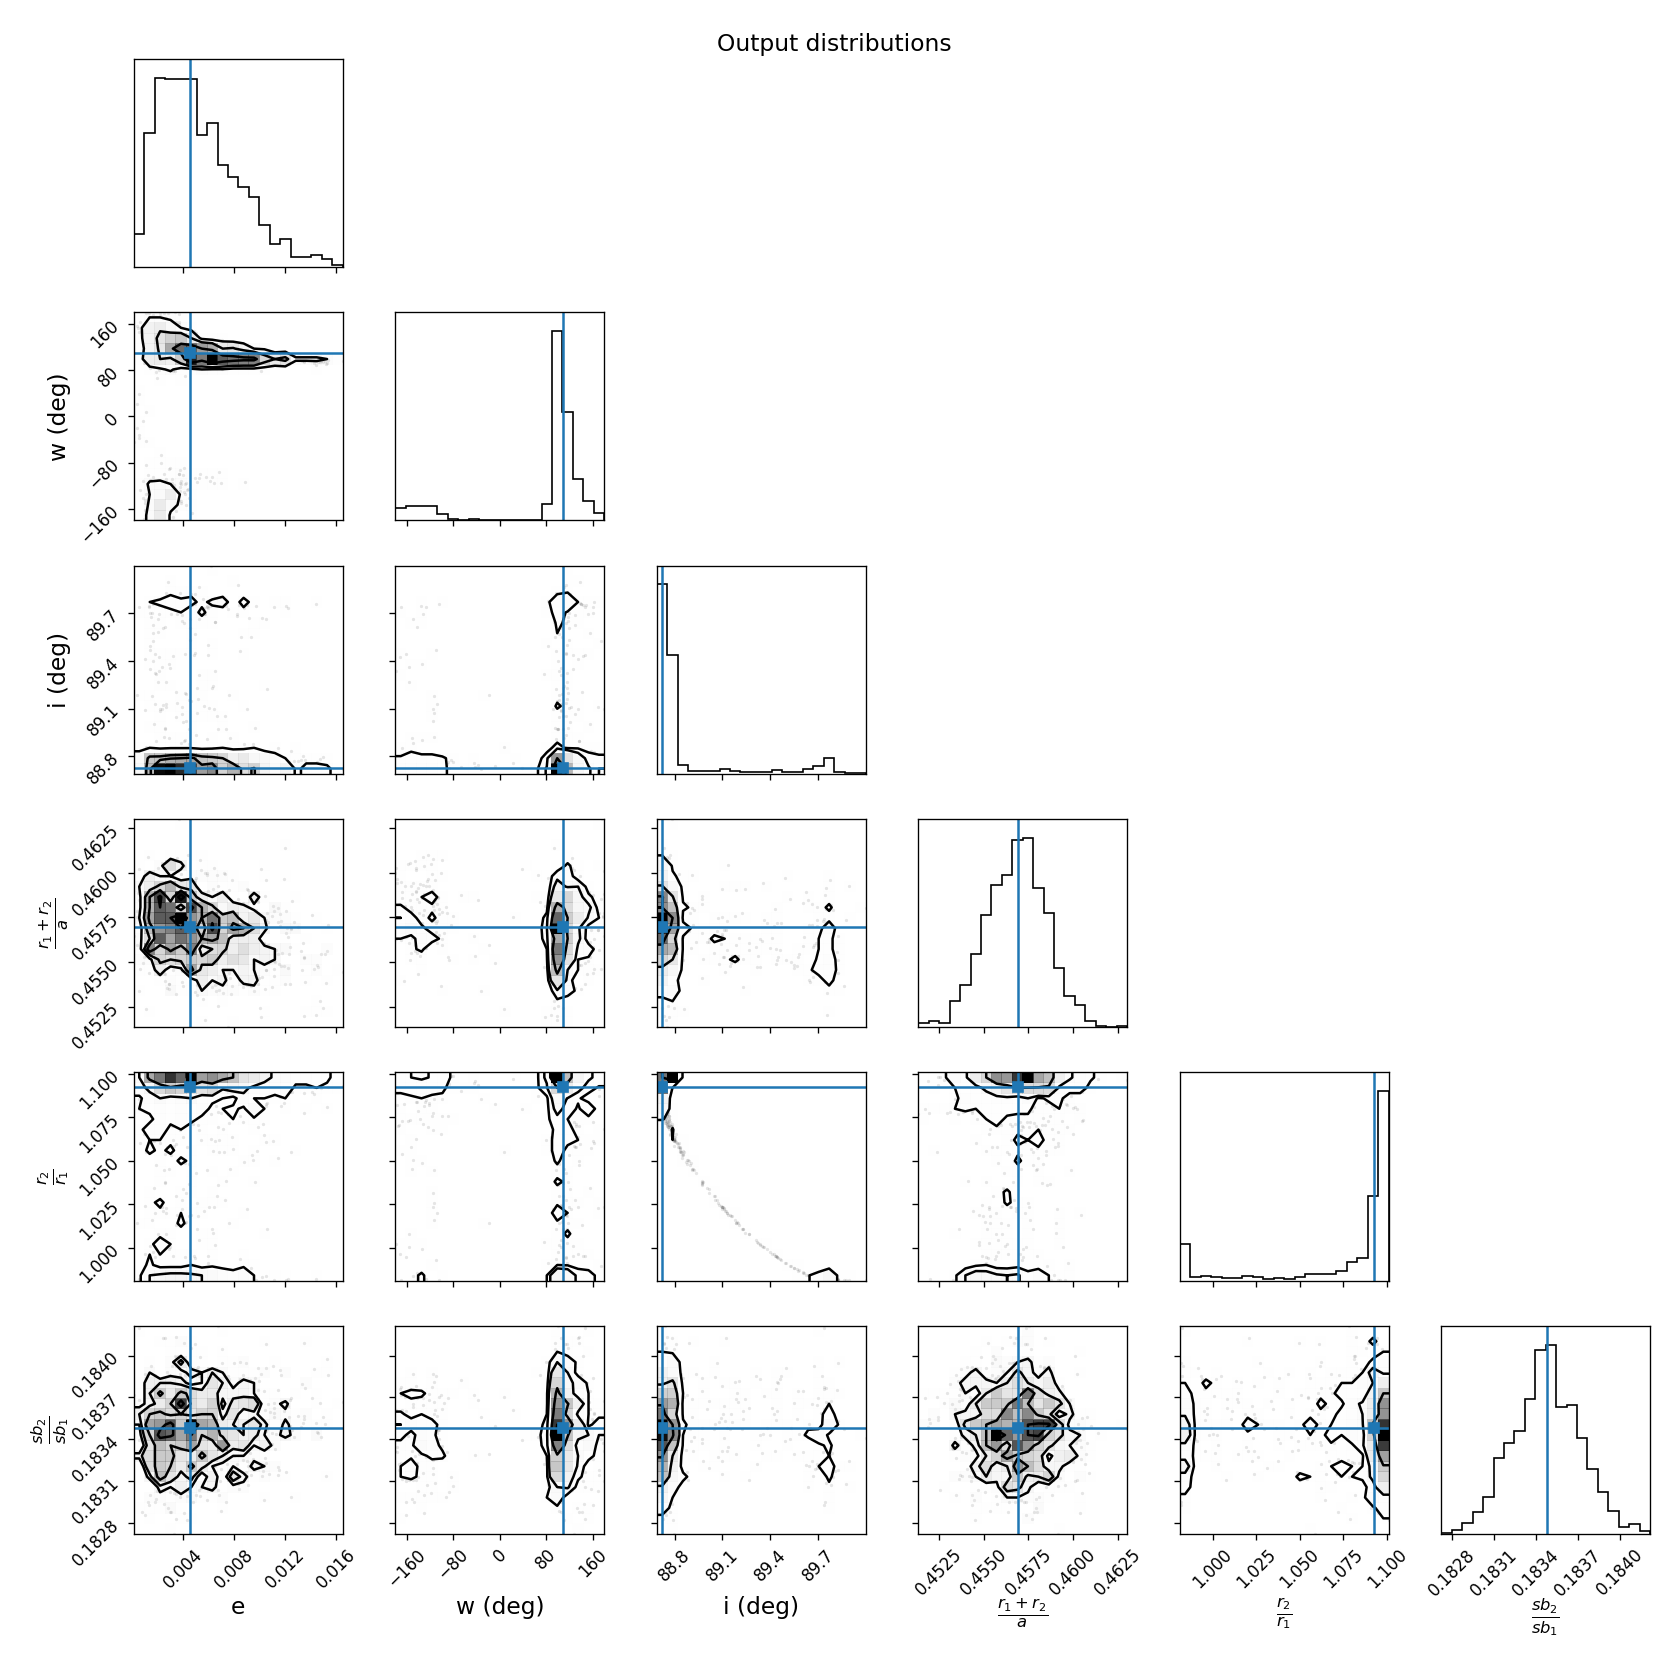 Output distributions
160
80
0
−80
−160
w (deg)
89.7
89.4
89.1
88.8
i (deg)
0.4625
0.4600
0.4575
0.4550
0.4525
r₁ + r₂
a
1.100
1.075
1.050
1.025
1.000
r₂
r₁
0.1840
0.1837
0.1834
0.1831
0.1828
sb₂
sb₁
0.004 0.008 0.012 0.016 −160 −80 0 80 160 88.8 89.1 89.4 89.7 0.4525 0.4550 0.4575 0.4600 0.4625 1.000 1.025 1.050 1.075 1.100 0.1828 0.1831 0.1834 0.1837 0.1840
e w (deg) i (deg)
r₁ + r₂
a
r₂
r₁
sb₂
sb₁